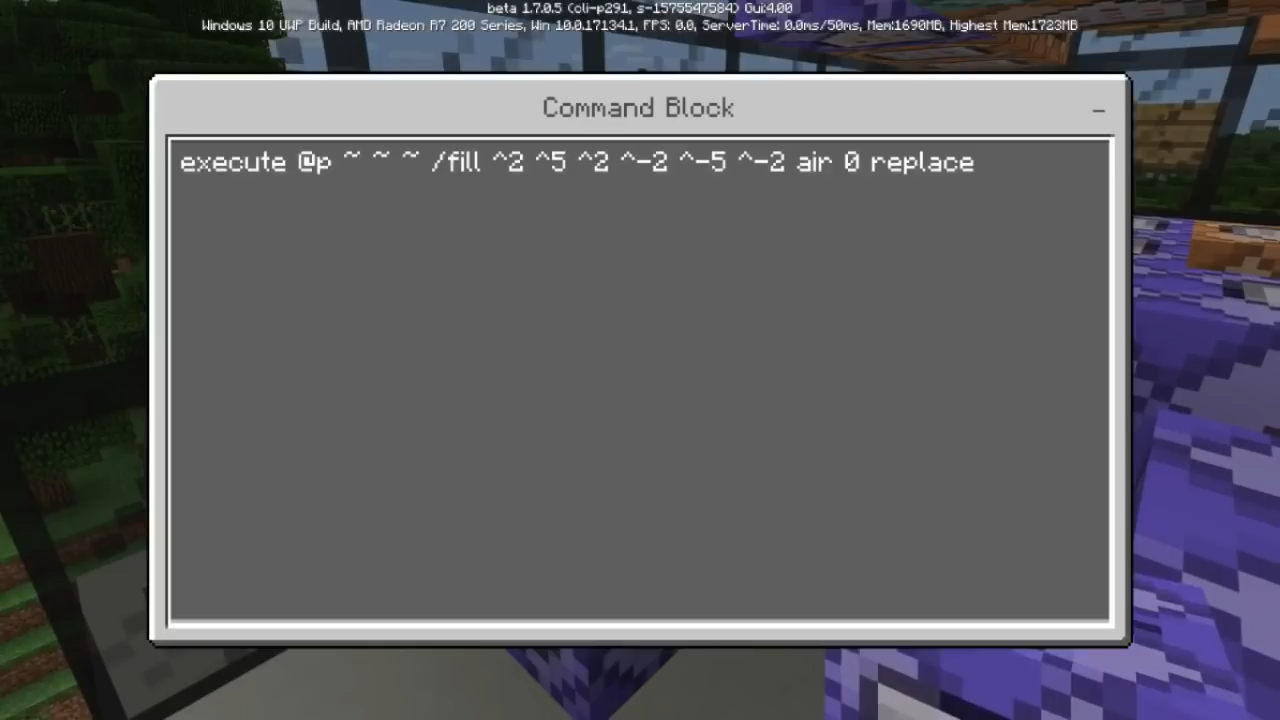 beta 1.7.0.5 (oli-p291, s-1575547584) Gui:4.00
Windows 10 UWP Build, AMD Radeon R7 200 Series, Win 10.0.17134.1, FPS: 0.0, ServerTime: 0.0ms/50ms, Mem:1690MB, Highest Mem:1723MB
Command Block
execute @p ~ ~ ~ /fill ^2 ^5 ^2 ^-2 ^-5 ^-2 air 0 replace